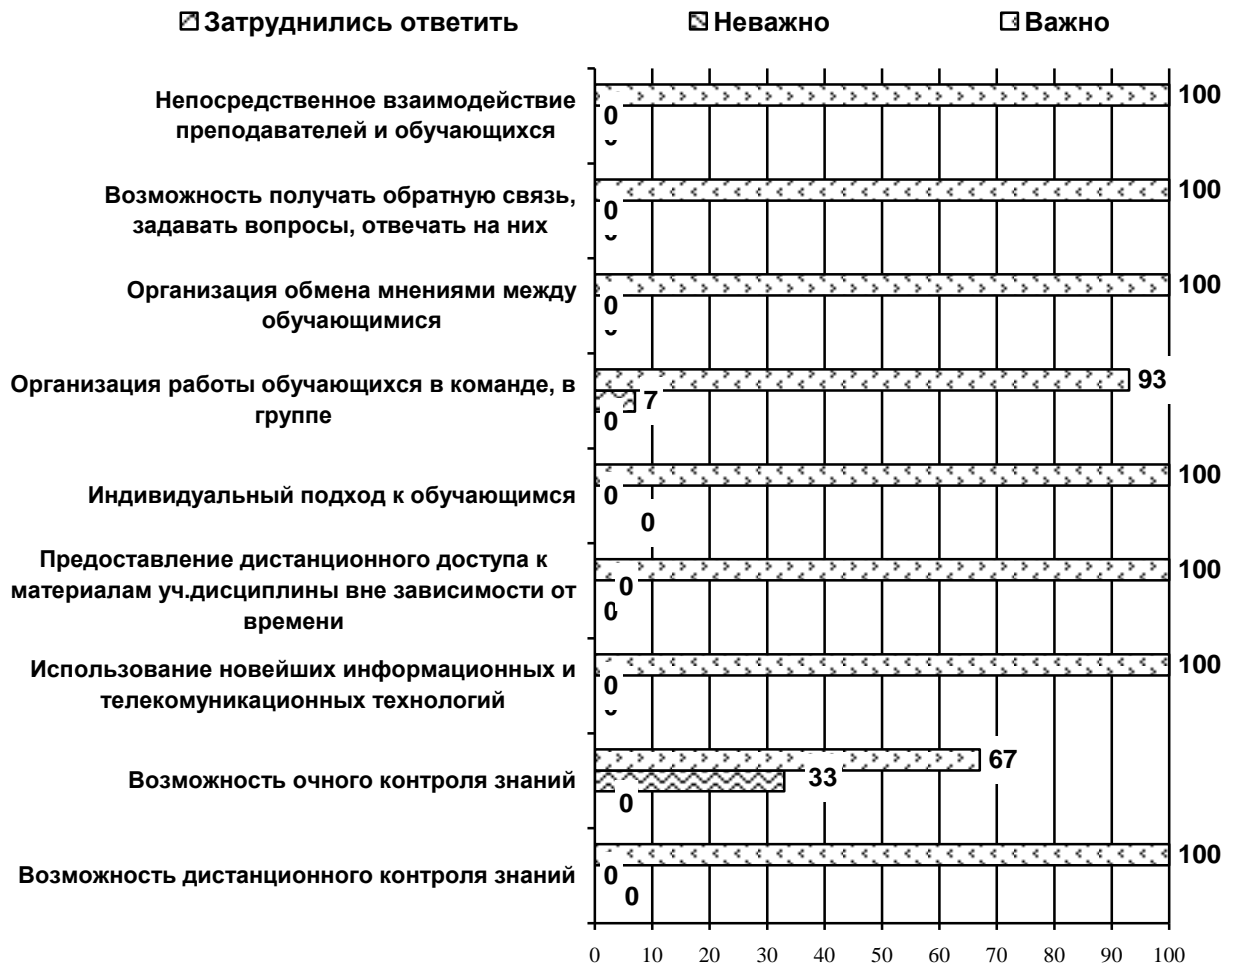 Затруднились ответить Неважно Важно
Непосредственное взаимодействие
преподавателей и обучающихся
100
0
Возможность получать обратную связь,
задавать вопросы, отвечать на них
100
0
Организация обмена мнениями между
обучающимися
100
0
Организация работы обучающихся в команде, в
группе
93
7
0
Индивидуальный подход к обучающимся
100
0
0
Предоставление дистанционного доступа к
материалам уч.дисциплины вне зависимости от
времени
100
0
0
Использование новейших информационных и
телекомуникационных технологий
100
0
Возможность очного контроля знаний
67
33
0
Возможность дистанционного контроля знаний
100
0
0
0 10 20 30 40 50 60 70 80 90 100